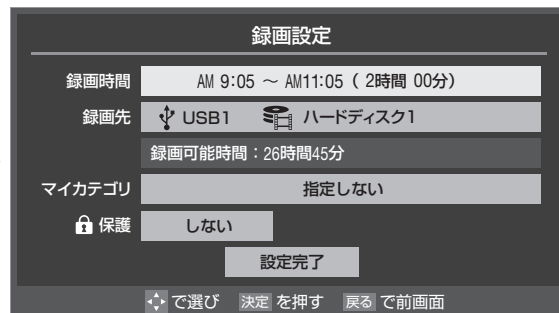 録画設定
録画時間 AM 9:05 ～ AM11:05 ( 2時間 00分)
録画先 USB1 ハードディスク1
録画可能時間：26時間45分
マイカテゴリ 指定しない
保護 しない
設定完了
で選び 決定 を押す 戻る で前画面